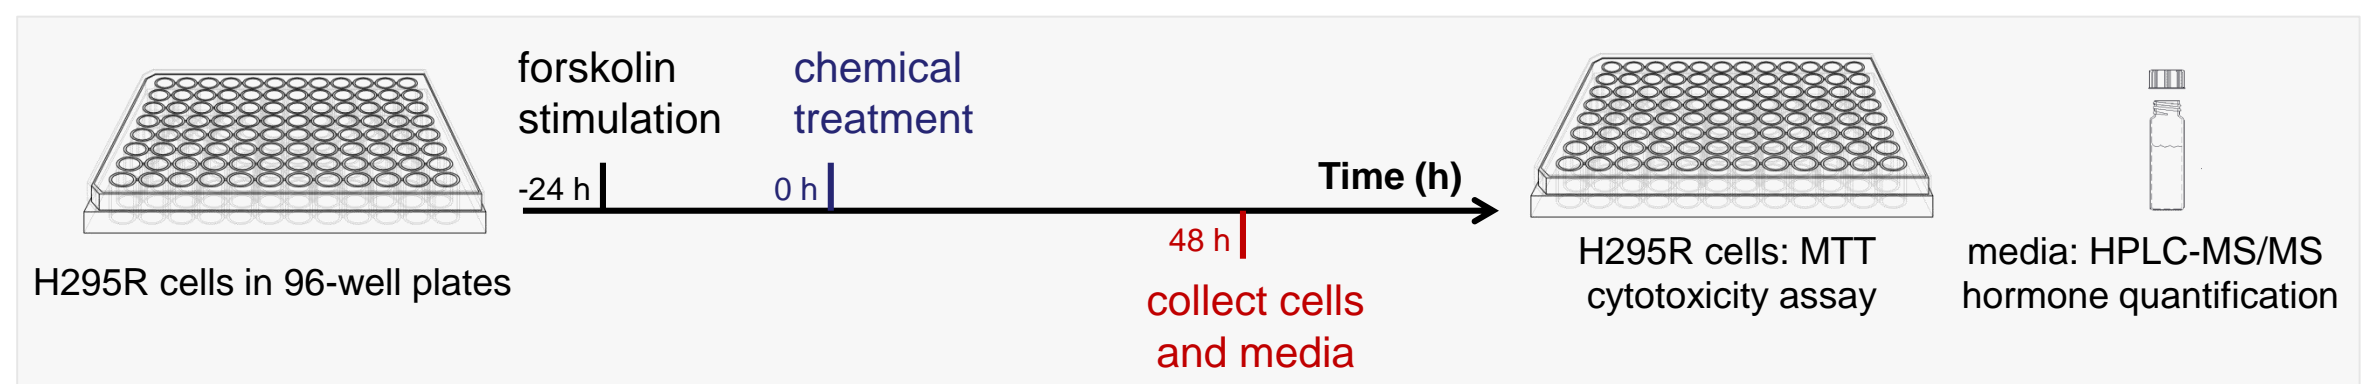 H295R cells in 96-well plates
forskolin
stimulation
-24 h
chemical
treatment
0 h
48 h
collect cells
and media
Time (h)
H295R cells: MTT
cytotoxicity assay
media: HPLC-MS/MS
hormone quantification